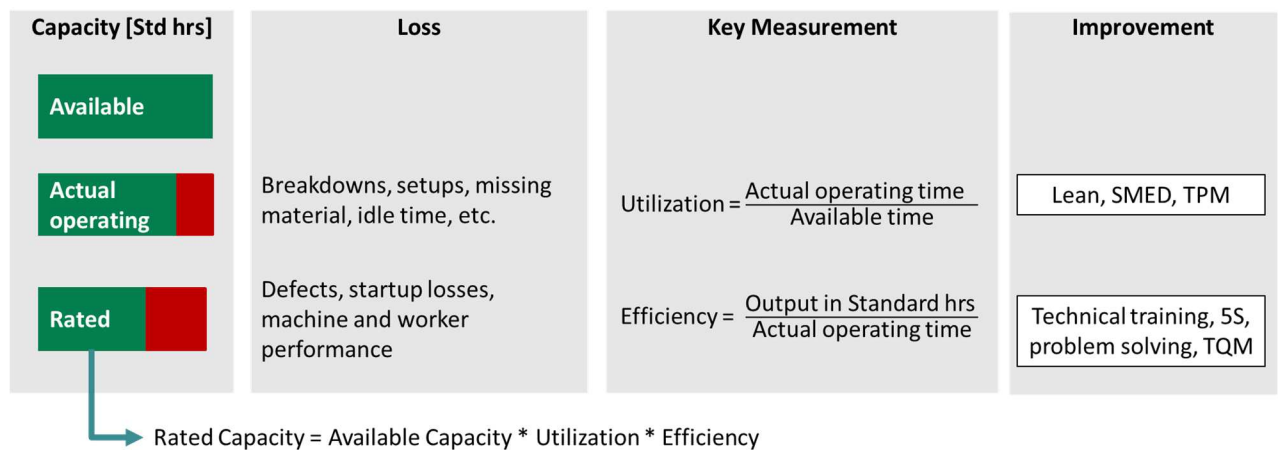 Capacity [Std hrs]
Loss
Key Measurement
Improvement
Available
Actual
operating
Breakdowns, setups, missing
material, idle time, etc.
Utilization = Actual operating time
Available time
Lean, SMED, TPM
Rated
Defects, startup losses,
machine and worker
performance
Efficiency = Output in Standard hrs
Actual operating time
Technical training, 5S,
problem solving, TQM
Rated Capacity = Available Capacity * Utilization * Efficiency